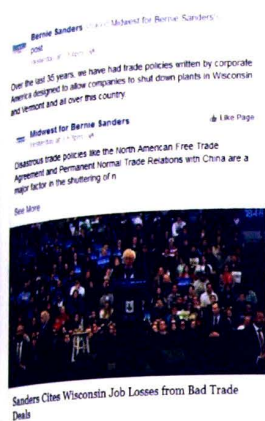 Bernie Sanders Midwest for Bernie Sanders
post
Over the last 35 years, we have had trade policies written by corporate
America designed to allow companies to shut down plants in Wisconsin
and Vermont and all over this country.
Midwest for Bernie Sanders
Like Page
Disastrous trade policies like the North American Free Trade
Agreement and Permanent Normal Trade Relations with China are a
major factor in the shuttering of n
See More
Sanders Cites Wisconsin Job Losses from Bad Trade
Deals